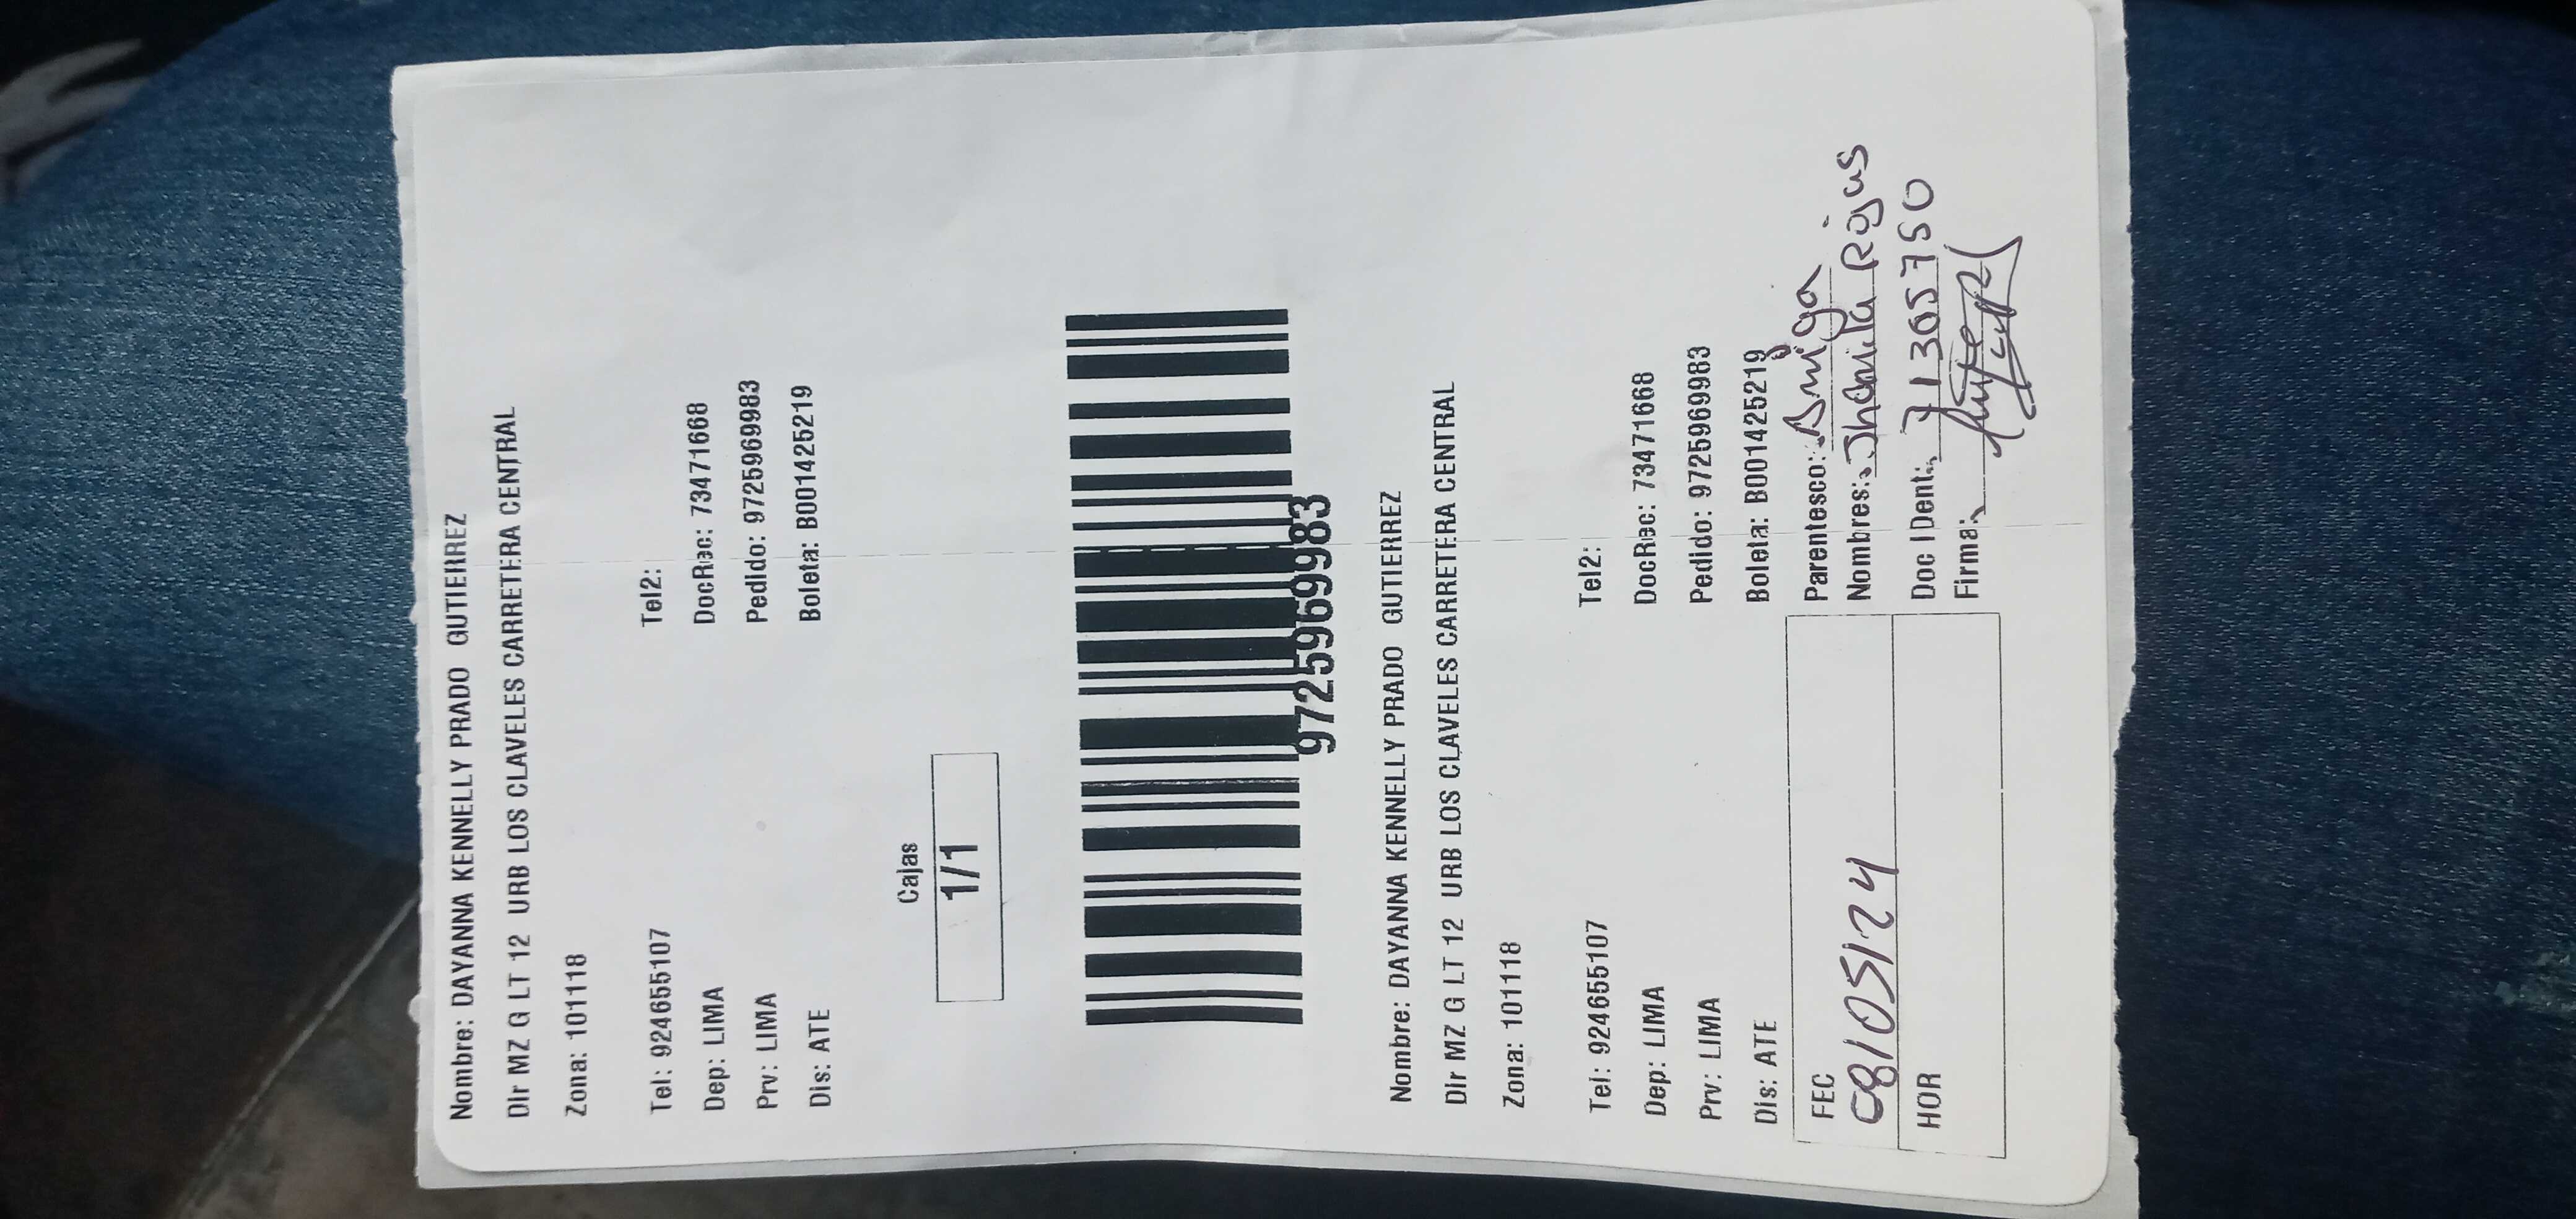 Nombre: DAYANNA KENNELLY PRADO GUTIERREZ
Dir MZ G LT 12 URB LOS CLAVELES CARRETERA CENTRAL
Zona: 101118
Tel: 924655107 Tel2:
Dep: LIMA DocRec: 73471668
Prv: LIMA Pedido: 97259699983
Dis: ATE Boleta: B001425219
Cajas
1/1
97259699983
Nombre: DAYANNA KENNELLY PRADO GUTIERREZ
Dir MZ G LT 12 URB LOS CLAVELES CARRETERA CENTRAL
Zona: 101118
Tel: 924655107 Tel2:
Dep: LIMA DocRec: 73471668
Prv: LIMA Pedido: 97259699983
Dis: ATE Boleta: B001425219
FEC
08/05/24
HOR
Parentesco: Amiga
Nombres: Rojas
Doc IDent: 71365750
Firma: